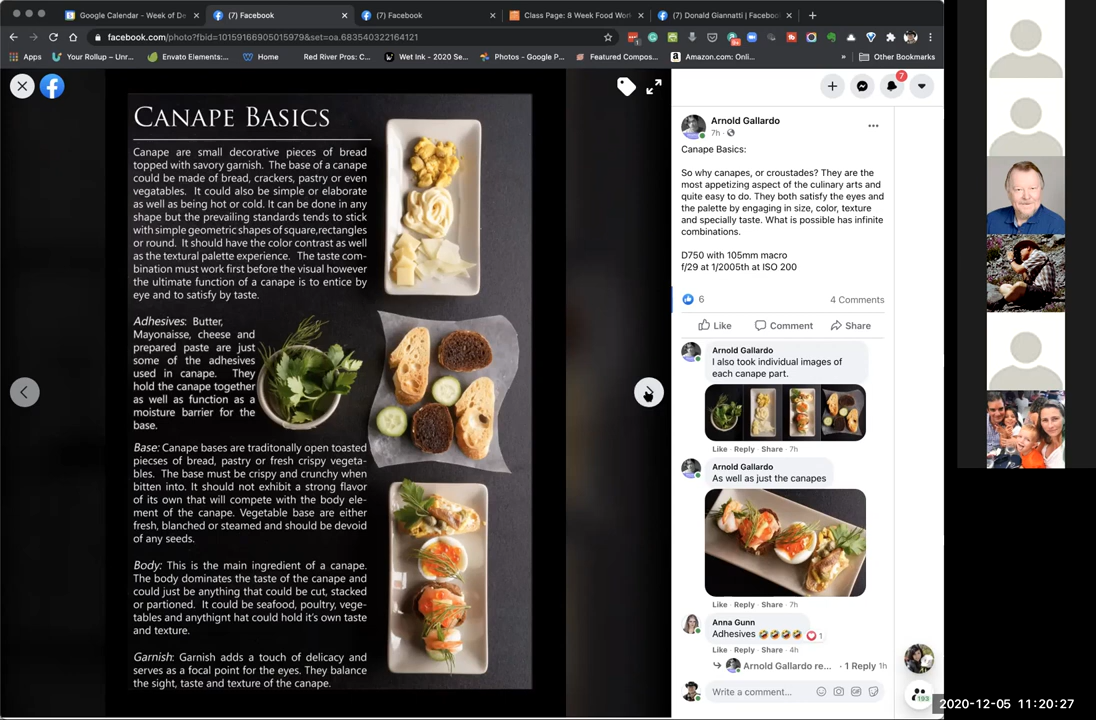 Google Calendar - Week of De
(7) Facebook
(7) Facebook
Class Page: 8 Week Food Wor
(7) Donald Giannatti | Faceboo
facebook.com/photo?fbid=10159166905015979&set=oa.683540322164121
Apps
Your Rollup – Unr...
Envato Elements:...
Home
Red River Pros: C...
Wet Ink - 2020 Se...
Photos - Google P...
Featured Compos...
Amazon.com: Onli...
»
Other Bookmarks
7
CANAPE BASICS
Canape are small decorative pieces of bread
topped with savory garnish. The base of a canape
could be made of bread, crackers, pastry or even
vegatables. It could also be simple or elaborate
as well as being hot or cold. It can be done in any
shape but the prevailing standards tends to stick
with simple geometric shapes of square,rectangles
or round. It should have the color contrast as well
as the textural palette experience. The taste com-
bination must work first before the visual however
the ultimate function of a canape is to entice by
eye and to satisfy by taste.
Adhesives: Butter,
Mayonaisse, cheese and
prepared paste are just
some of the adhesives
used in canape. They
hold the canape together
as well as function as a
moisture barrier for the
base.
Base: Canape bases are traditonally open toasted
piecses of bread, pastry or fresh crispy vegeta-
bles. The base must be crispy and crunchy when
bitten into. It should not exhibit a strong flavor
of its own that will compete with the body ele-
ment of the canape. Vegetable base are either
fresh, blanched or steamed and should be devoid
of any seeds.
Body: This is the main ingredient of a canape.
The body dominates the taste of the canape and
could just be anything that could be cut, stacked
or partioned. It could be seafood, poultry, vege-
tables and anythignt hat could hold it's own taste
and texture.
Garnish: Garnish adds a touch of delicacy and
serves as a focal point for the eyes. They balance
the sight, taste and texture of the canape.
Arnold Gallardo
7h ·
Canape Basics:
So why canapes, or croustades? They are the
most appetizing aspect of the culinary arts and
quite easy to do. They both satisfy the eyes and
the palette by engaging in size, color, texture
and specially taste. What is possible has infinite
combinations.
D750 with 105mm macro
f/29 at 1/2005th at ISO 200
6
4 Comments
Like
Comment
Share
Arnold Gallardo
I also took individual images of
each canape part.
Like · Reply · Share · 7h
Arnold Gallardo
As well as just the canapes
Like · Reply · Share · 7h
Anna Gunn
Adhesives 🤣🤣🤣🤣
1
Like · Reply · Share · 4h
Arnold Gallardo re... · 1 Reply 1h
Write a comment...
GIF
193
2020-12-05 11:20:27